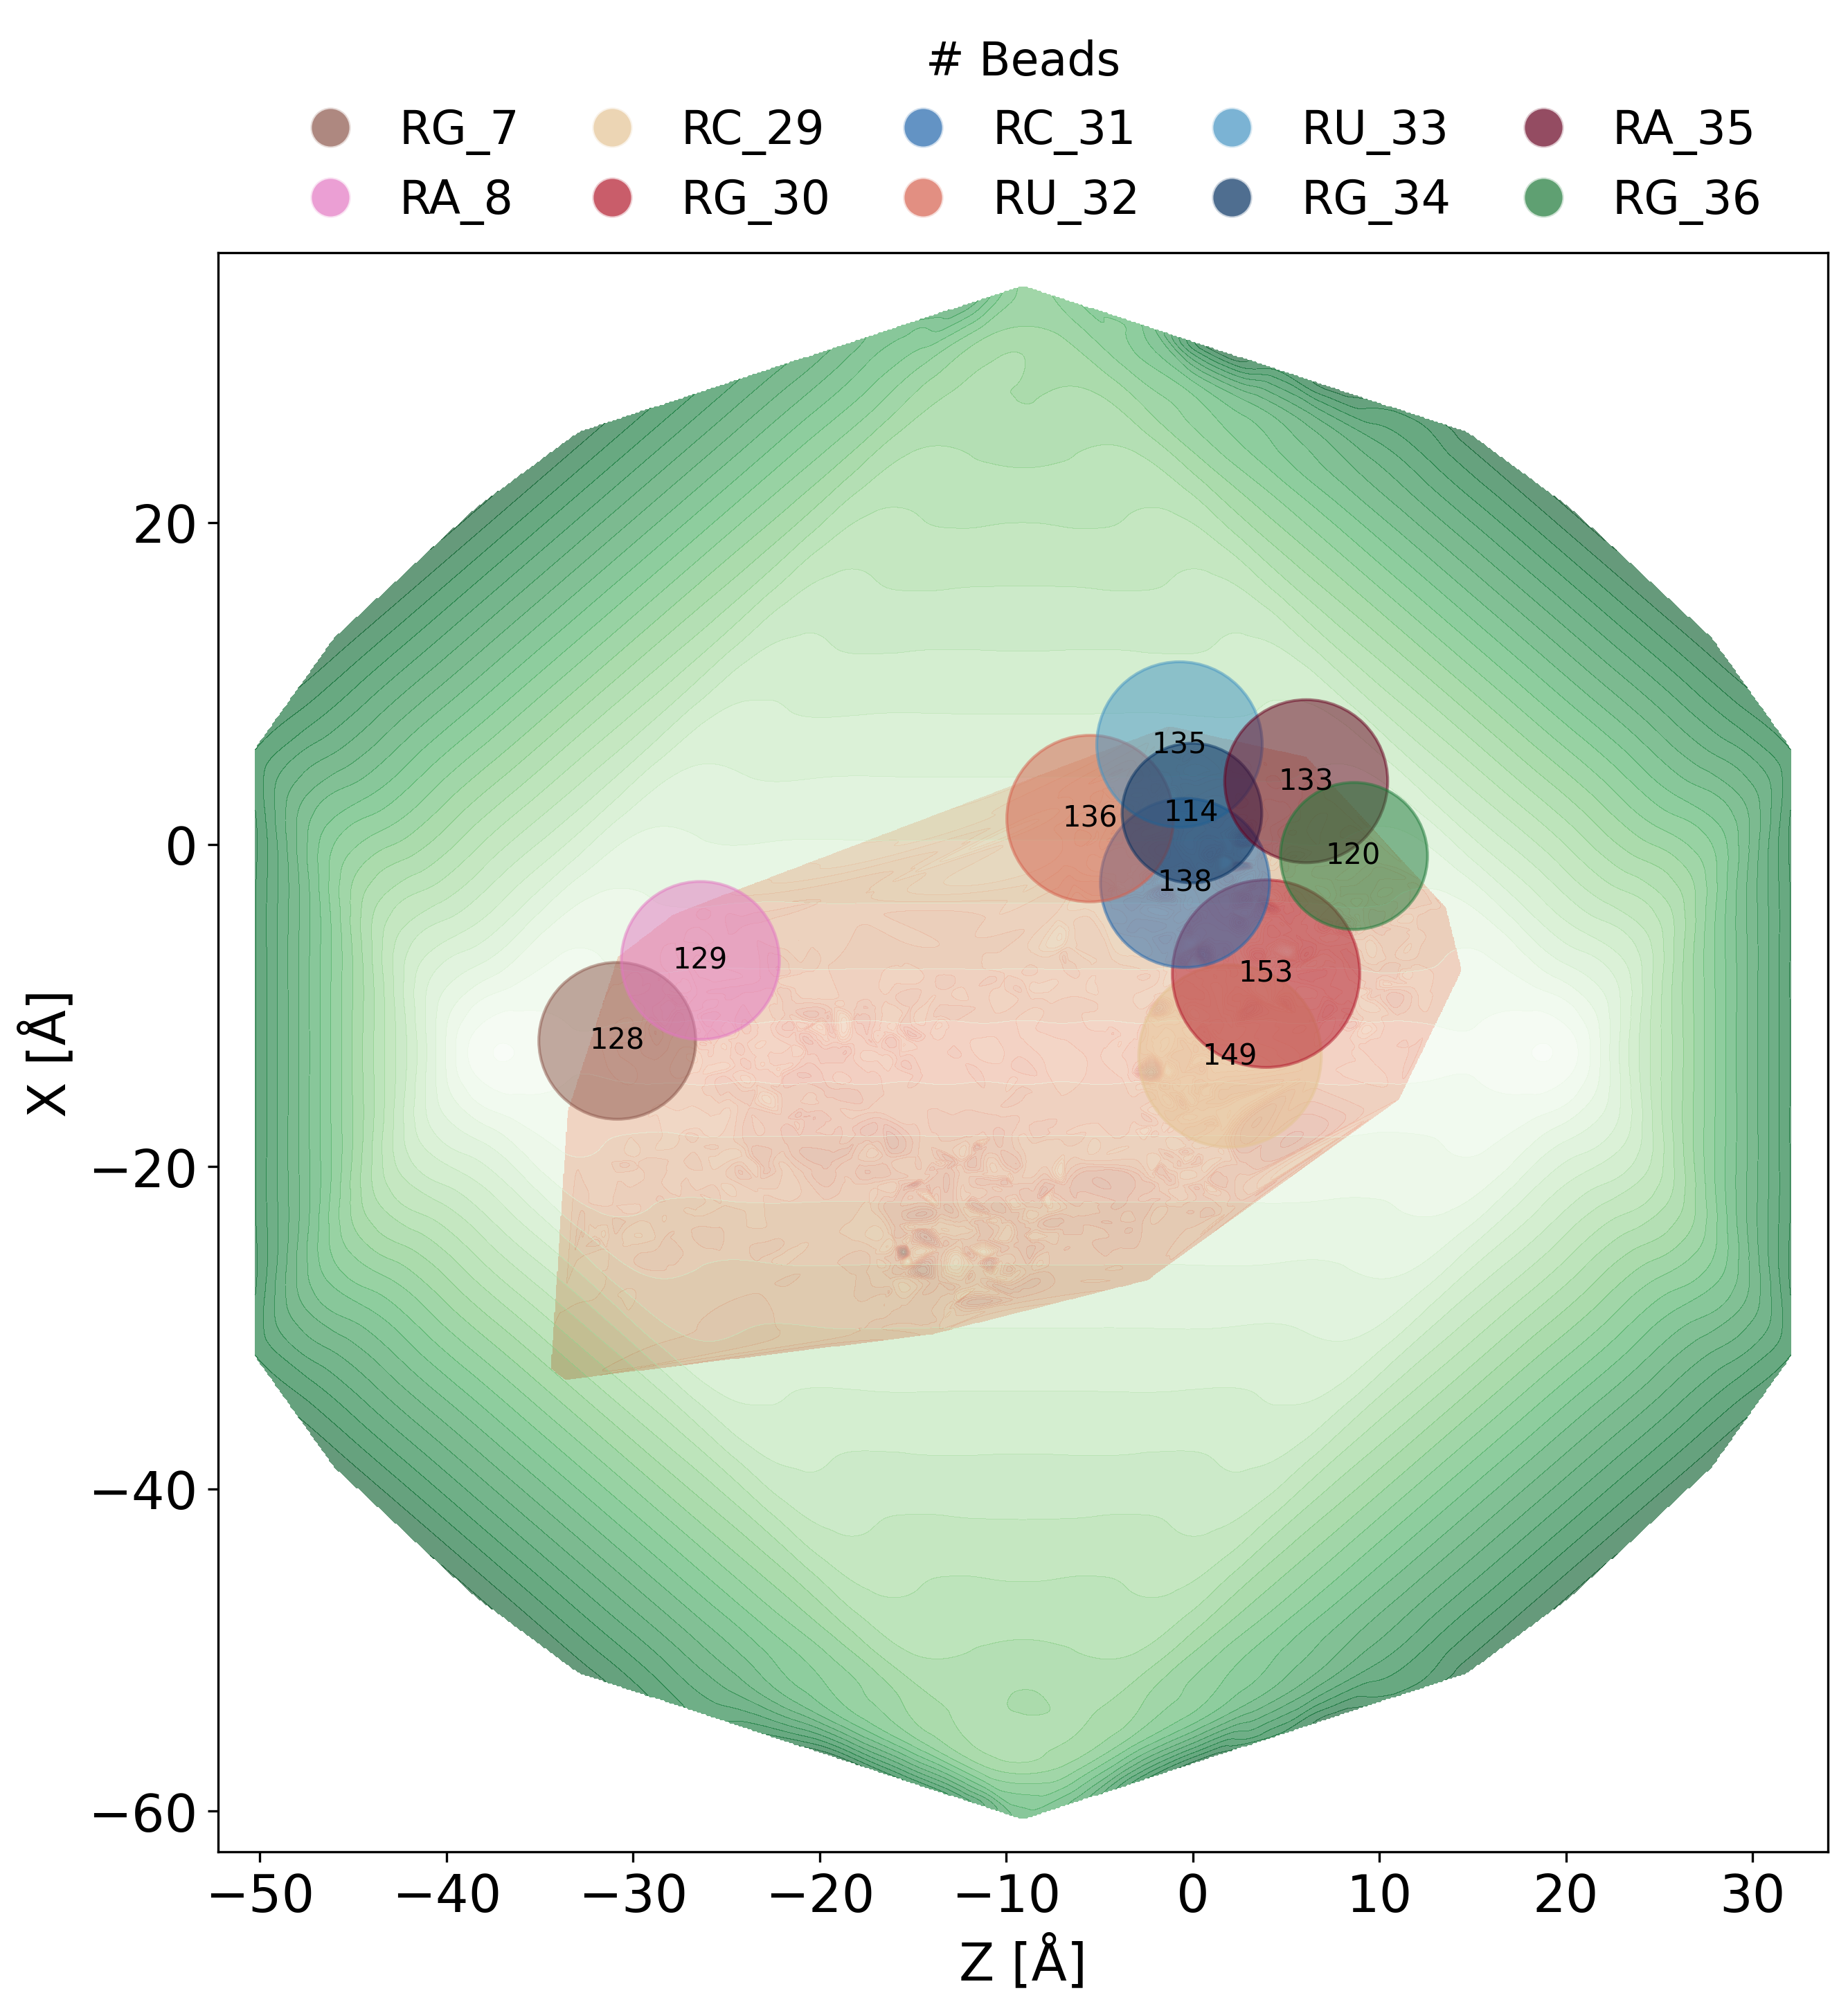 # Beads
RG_7 RC_29 RC_31 RU_33 RA_35
RA_8 RG_30 RU_32 RG_34 RG_36
20
0
−20
−40
−60
X [Å]
135
133
136
114
120
138
129
153
128
149
−50 −40 −30 −20 −10 0 10 20 30
Z [Å]